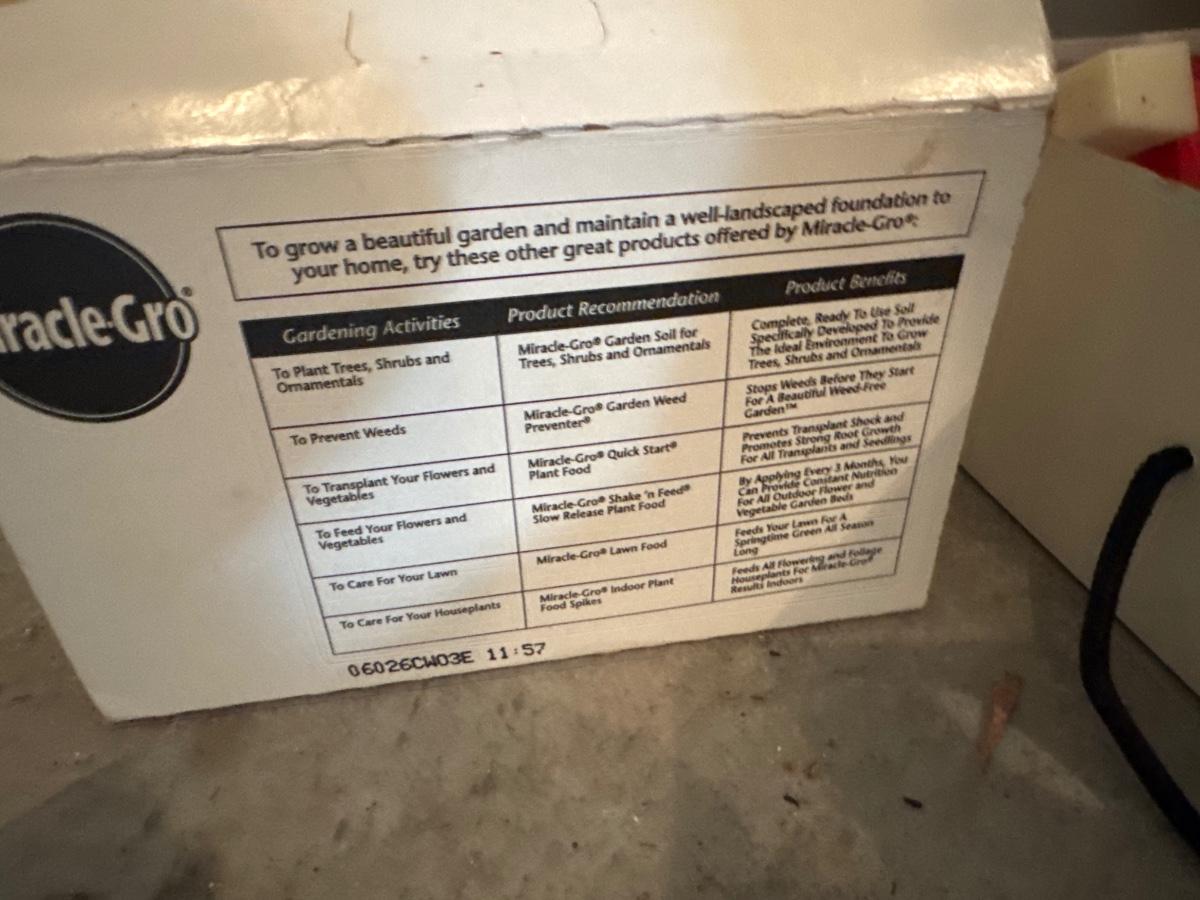 racle-Gro®
To grow a beautiful garden and maintain a well-landscaped foundation to
your home, try these other great products offered by Miracle-Gro®:
Gardening Activities Product Recommendation Product Benefits
To Plant Trees, Shrubs and
Ornamentals
Miracle-Gro® Garden Soil for
Trees, Shrubs and Ornamentals
Complete, Ready To Use Soil
Specifically Developed To Provide
The Ideal Environment To Grow
Trees, Shrubs and Ornamentals
To Prevent Weeds
Miracle-Gro® Garden Weed
Preventer®
Stops Weeds Before They Start
For A Beautiful Weed-Free
Garden™
To Transplant Your Flowers and
Vegetables
Miracle-Gro® Quick Start®
Plant Food
Prevents Transplant Shock and
Promotes Strong Root Growth
For All Transplants and Seedlings
To Feed Your Flowers and
Vegetables
Miracle-Gro® Shake 'n Feed®
Slow Release Plant Food
By Applying Every 3 Months, You
Can Provide Constant Nutrition
For All Outdoor Flower and
Vegetable Garden Beds
To Care For Your Lawn
Miracle-Gro® Lawn Food
Feeds Your Lawn For A
Springtime Green All Season
Long
To Care For Your Houseplants
Miracle-Gro® Indoor Plant
Food Spikes
Feeds All Flowering and Foliage
Houseplants For Miracle-Gro®
Results Indoors
06026CW03E 11:57